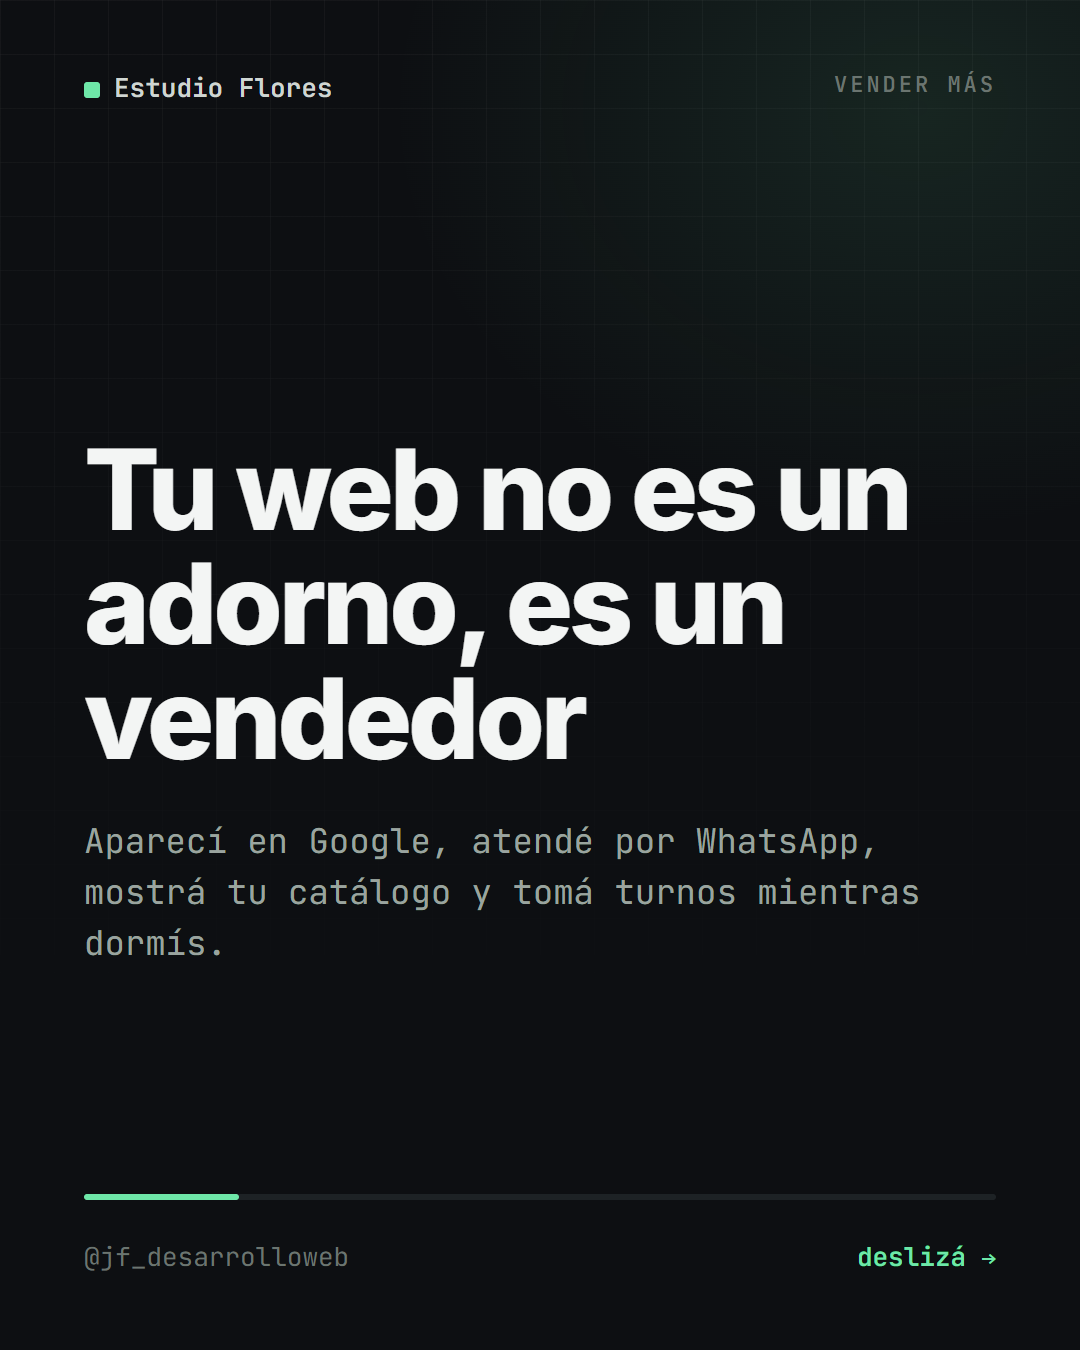 Estudio Flores
VENDER MÁS
Tu web no es un
adorno, es un
vendedor
Aparecí en Google, atendé por WhatsApp,
mostrá tu catálogo y tomá turnos mientras
dormís.
@jf_desarrolloweb
deslizá →